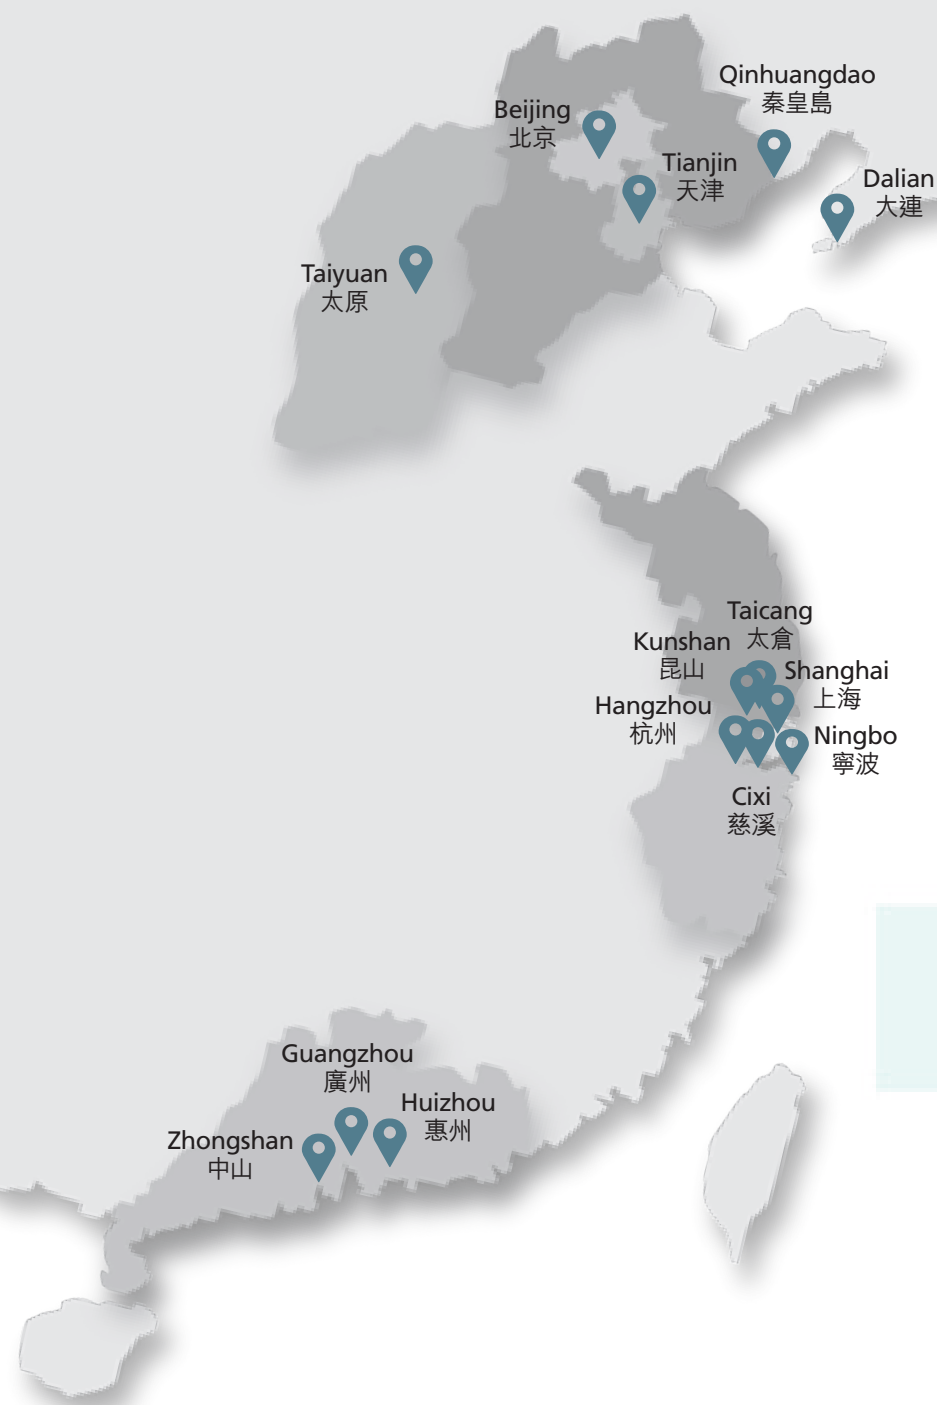 Qinhuangdao
秦皇島
Beijing
北京
Tianjin
天津
Dalian
大連
Taiyuan
太原
Taicang
太倉
Kunshan
昆山
Shanghai
上海
Hangzhou
杭州
Ningbo
寧波
Cixi
慈溪
Guangzhou
廣州
Huizhou
惠州
Zhongshan
中山